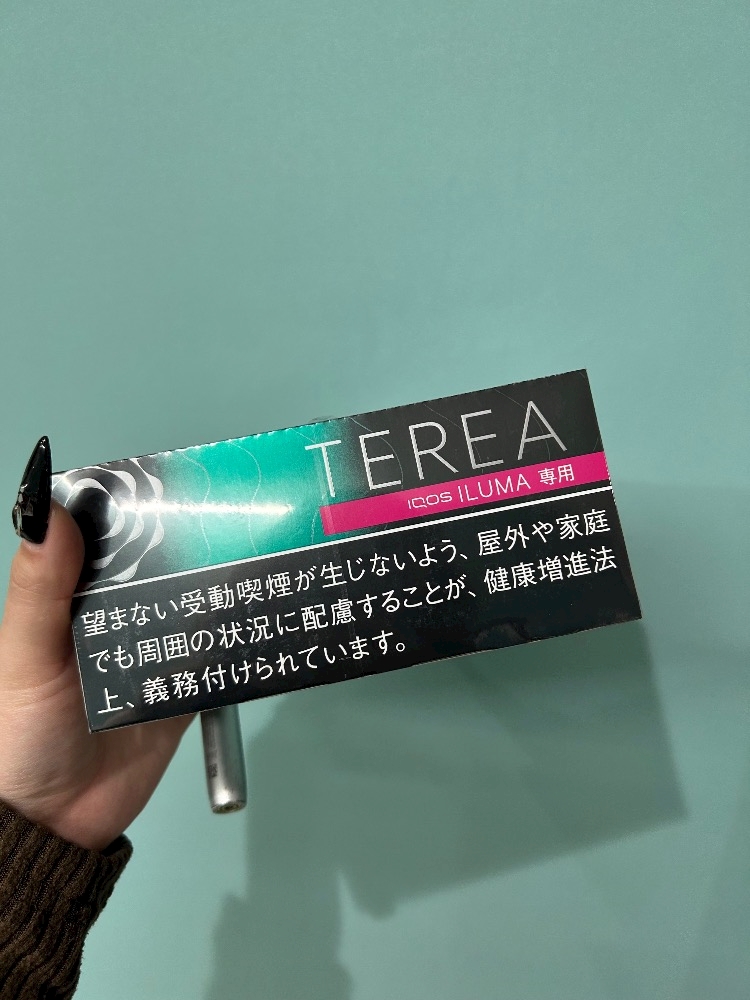 TEREA
IQOS ILUMA 専用
望まない受動喫煙が生じないよう、屋外や家庭
でも周囲の状況に配慮することが、健康増進法
上、義務付けられています。